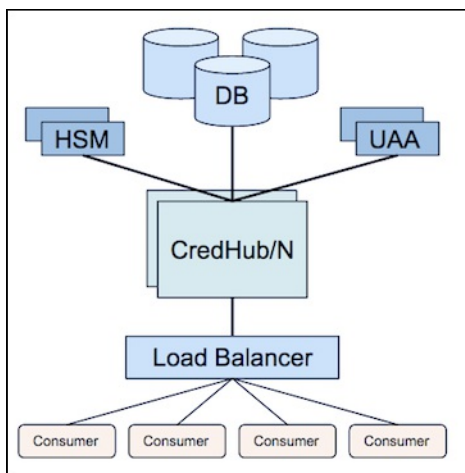 DB
HSM
UAA
CredHub/N
Load Balancer
Consumer
Consumer
Consumer
Consumer